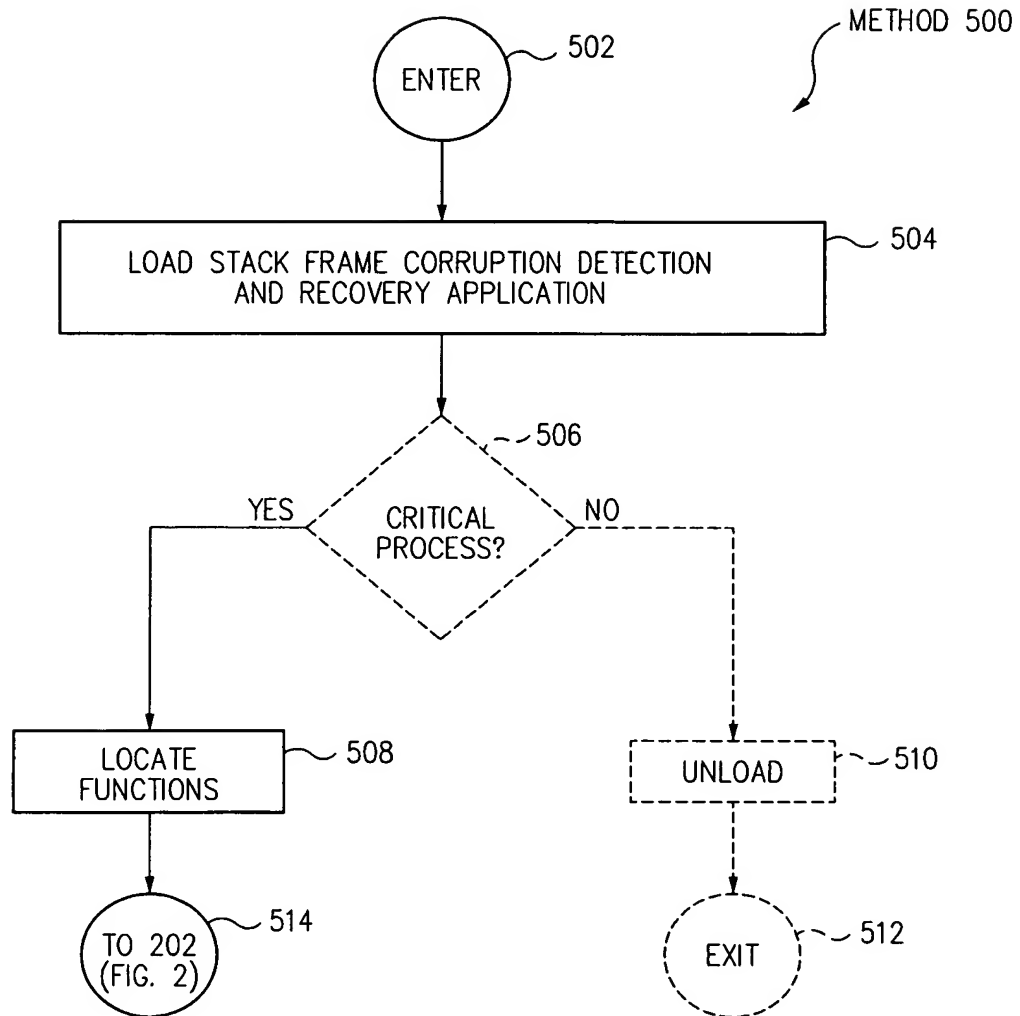 METHOD 500
ENTER
502
LOAD STACK FRAME CORRUPTION DETECTION
AND RECOVERY APPLICATION
504
506
CRITICAL
PROCESS?
YES
NO
LOCATE
FUNCTIONS
508
UNLOAD
510
TO 202
(FIG. 2)
514
EXIT
512